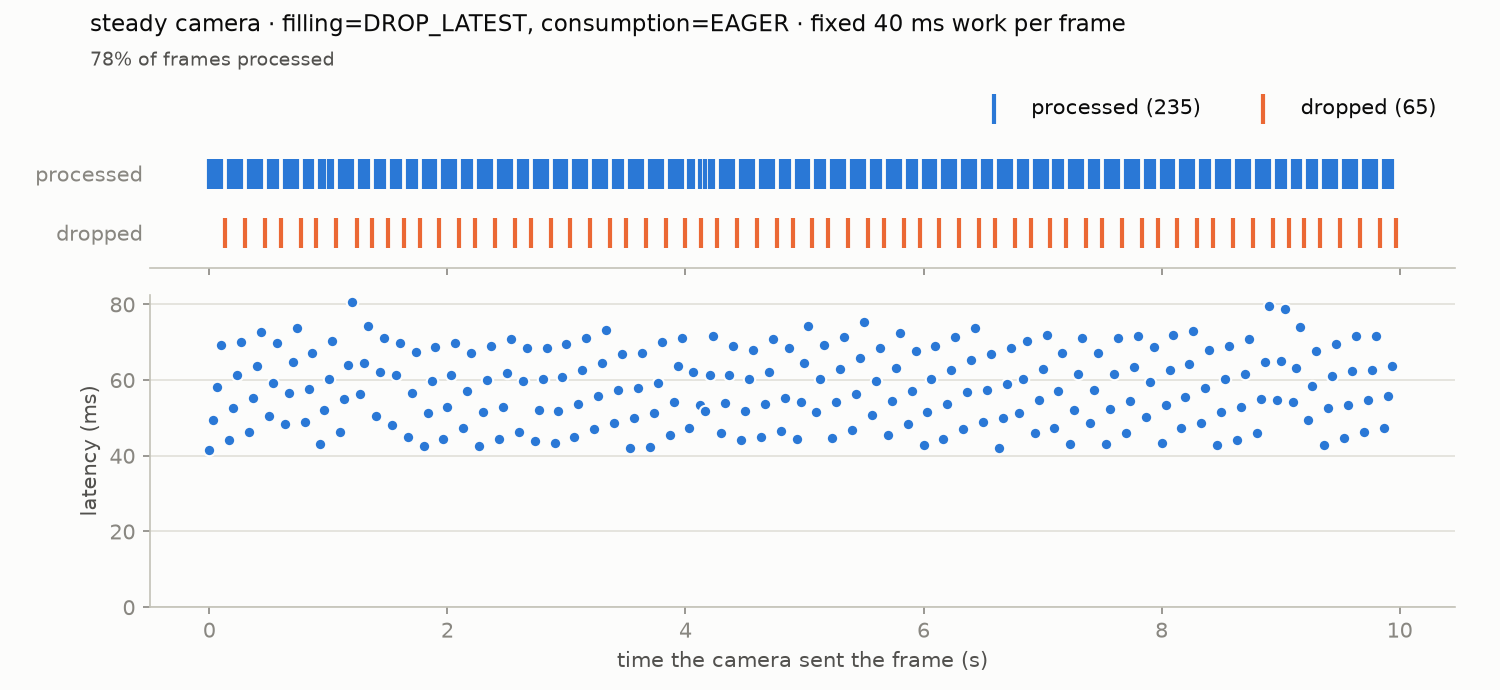 steady camera · filling=DROP_LATEST, consumption=EAGER · fixed 40 ms work per frame
78% of frames processed
processed (235)
dropped (65)
processed
dropped
80
60
40
20
0
latency (ms)
0 2 4 6 8 10
time the camera sent the frame (s)